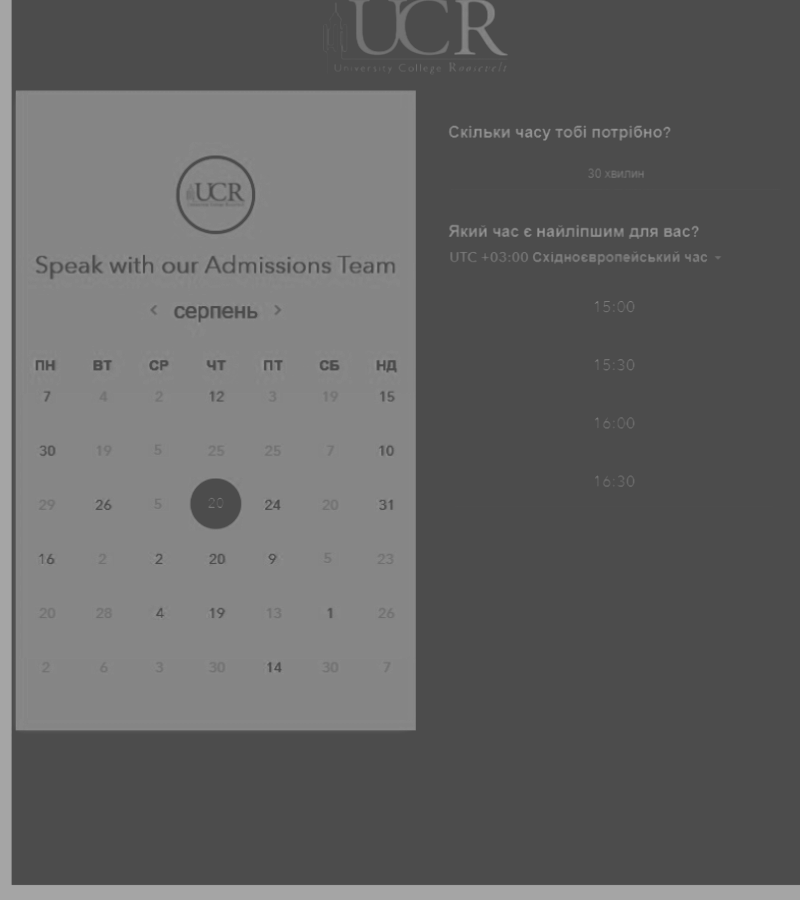 UCR
University College Roosevelt
UCR
Speak with our Admissions Team
< серпень >
ПН ВТ СР ЧТ ПТ СБ НД
7 4 2 12 3 19 15
30 19 5 25 25 7 10
29 26 5 20 24 20 31
16 2 2 20 9 5 23
20 28 4 19 13 1 26
2 6 3 30 14 30 7
Скільки часу тобі потрібно?
30 хвилин
Який час є найліпшим для вас?
UTC +03:00 Східноєвропейський час
15:00
15:30
16:00
16:30